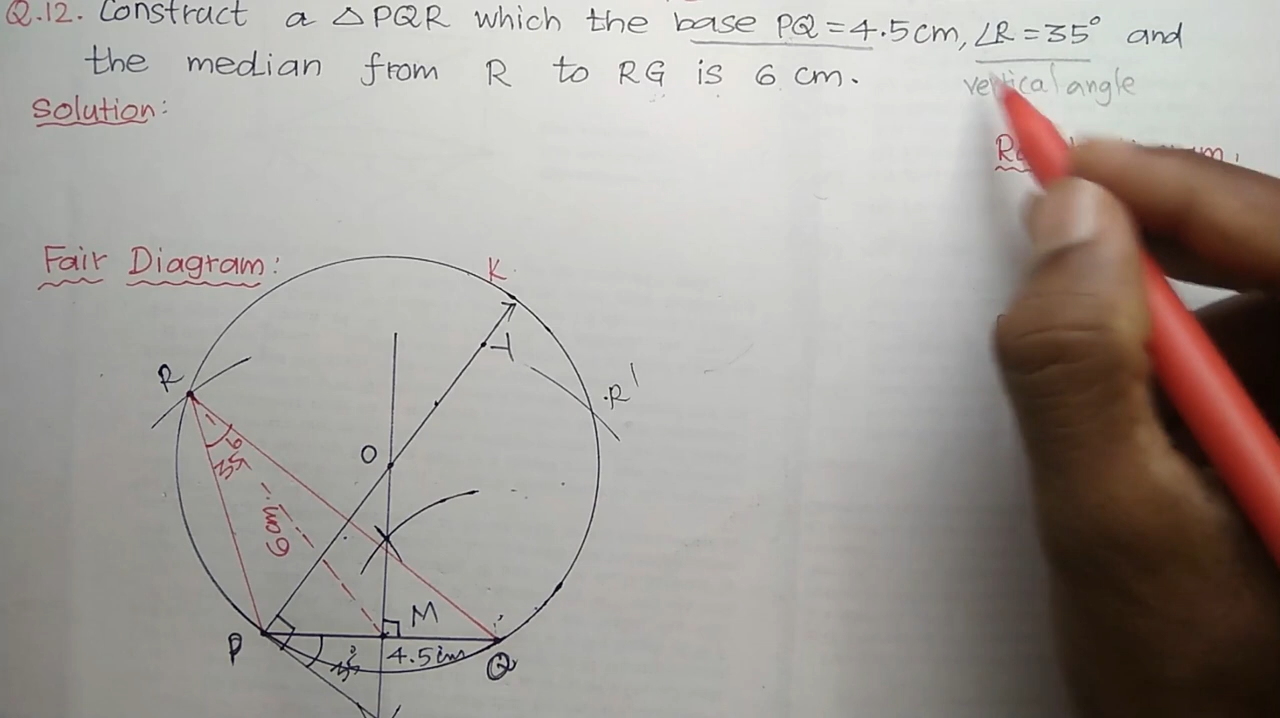 Q.12. Construct a △PQR which the base PQ = 4.5cm, ∠R = 35° and
the median from R to RG is 6 cm.
vertical angle
Solution:
Fair Diagram:
K
R
R'
O
35°
6cm
M
P
35°
4.5cm
Q